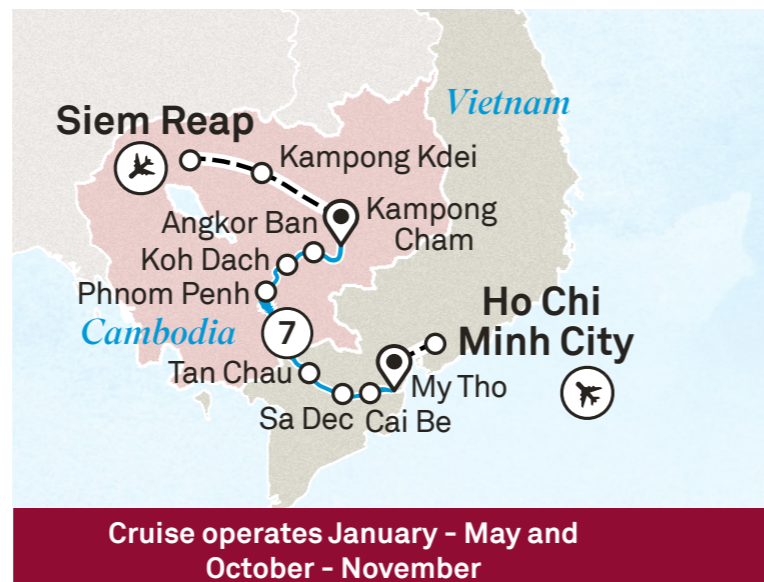 Vietnam
Siem Reap
Kampong Kdei
Angkor Ban
Kampong
Cham
Koh Dach
Phnom Penh
Ho Chi
Minh City
Cambodia
7
Tan Chau
My Tho
Sa Dec
Cai Be
Cruise operates January - May and
October - November